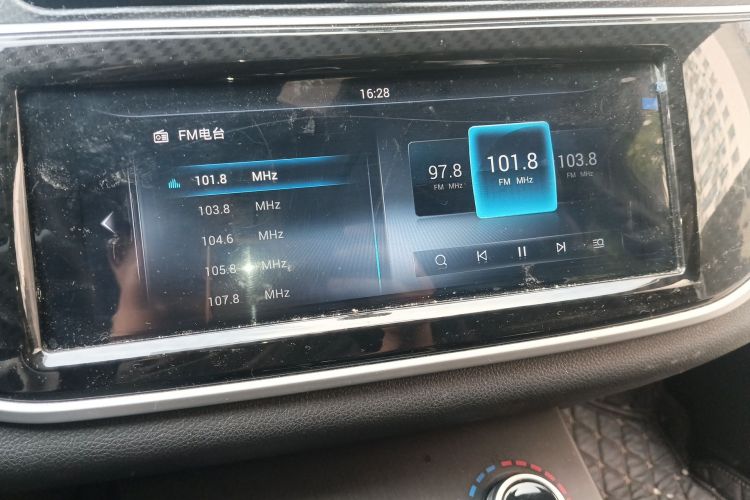 16:28
FM电台
101.8 MHz
103.8 MHz
104.6 MHz
105.8 MHz
107.8 MHz
97.8
FM MHz
101.8
FM MHz
103.8
FM MHz